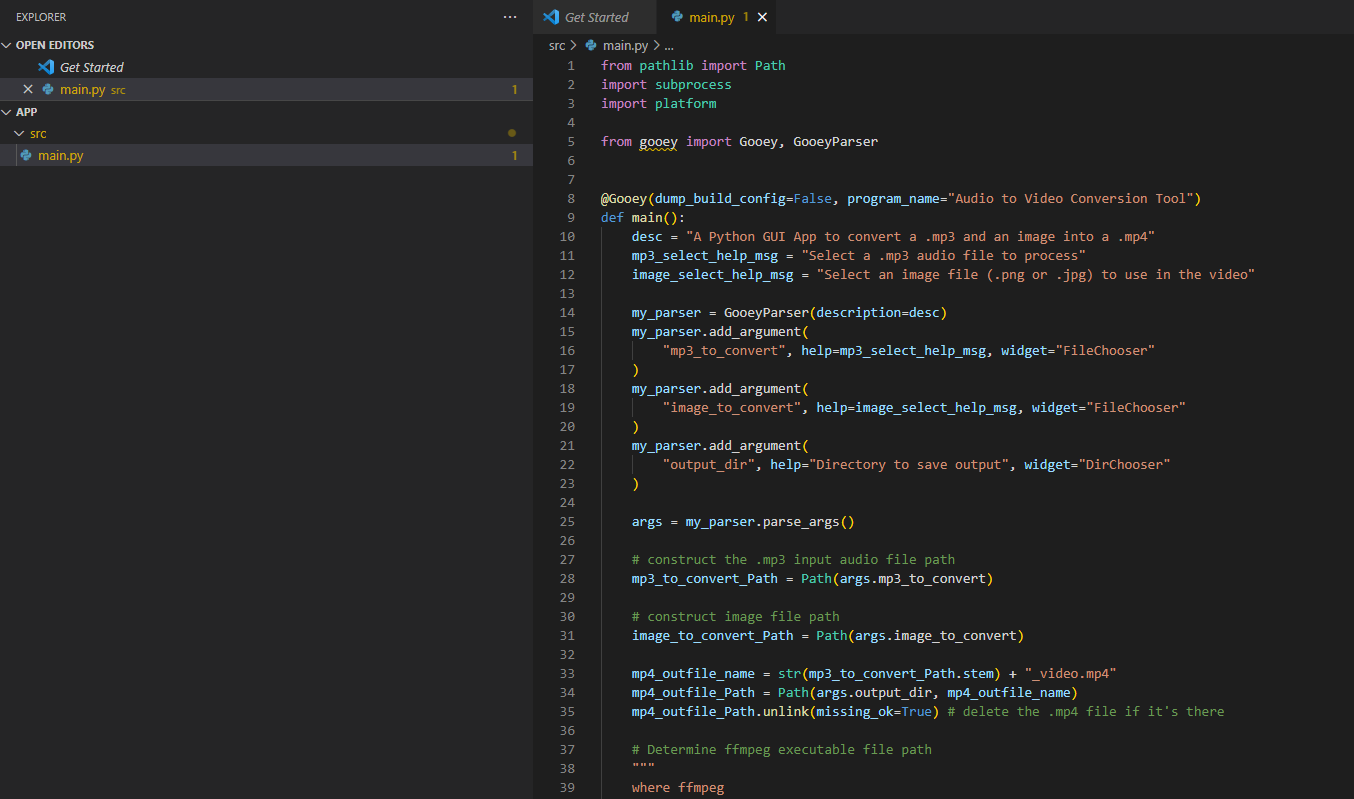 EXPLORER
OPEN EDITORS
Get Started
main.py src 1
APP
src
main.py 1
Get Started
main.py 1
src > main.py > ...
1 from pathlib import Path
2 import subprocess
3 import platform
4
5 from gooey import Gooey, GooeyParser
6
7
8 @Gooey(dump_build_config=False, program_name="Audio to Video Conversion Tool")
9 def main():
10 desc = "A Python GUI App to convert a .mp3 and an image into a .mp4"
11 mp3_select_help_msg = "Select a .mp3 audio file to process"
12 image_select_help_msg = "Select an image file (.png or .jpg) to use in the video"
13
14 my_parser = GooeyParser(description=desc)
15 my_parser.add_argument(
16 "mp3_to_convert", help=mp3_select_help_msg, widget="FileChooser"
17 )
18 my_parser.add_argument(
19 "image_to_convert", help=image_select_help_msg, widget="FileChooser"
20 )
21 my_parser.add_argument(
22 "output_dir", help="Directory to save output", widget="DirChooser"
23 )
24
25 args = my_parser.parse_args()
26
27 # construct the .mp3 input audio file path
28 mp3_to_convert_Path = Path(args.mp3_to_convert)
29
30 # construct image file path
31 image_to_convert_Path = Path(args.image_to_convert)
32
33 mp4_outfile_name = str(mp3_to_convert_Path.stem) + "_video.mp4"
34 mp4_outfile_Path = Path(args.output_dir, mp4_outfile_name)
35 mp4_outfile_Path.unlink(missing_ok=True) # delete the .mp4 file if it's there
36
37 # Determine ffmpeg executable file path
38 """
39 where ffmpeg